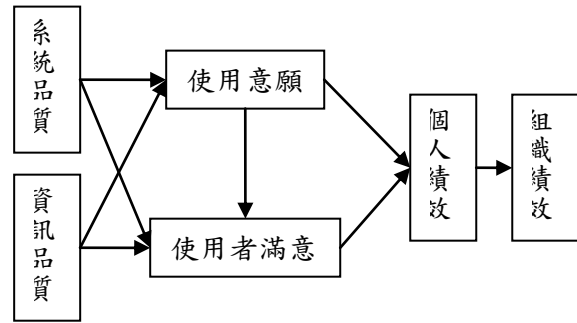 系統品質
資訊品質
使用意願
使用者滿意
個人績效
組織績效